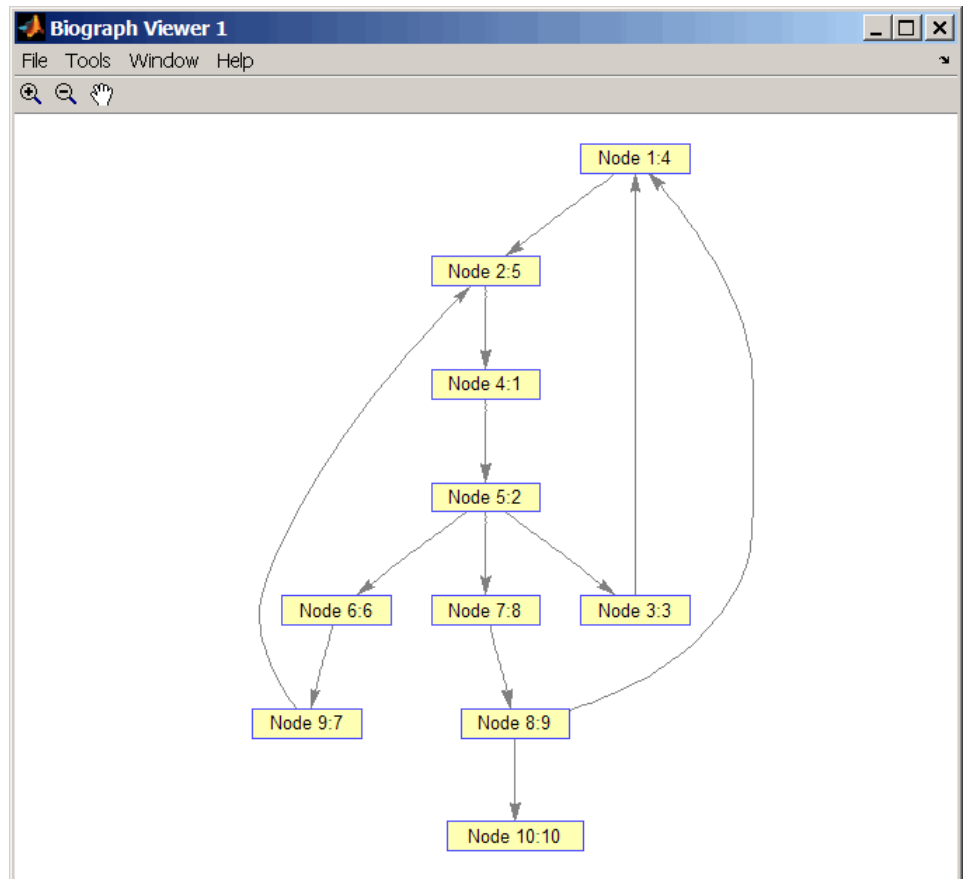 Biograph Viewer 1
File Tools Window Help
Node 1:4
Node 2:5
Node 4:1
Node 5:2
Node 6:6 Node 7:8 Node 3:3
Node 9:7 Node 8:9
Node 10:10